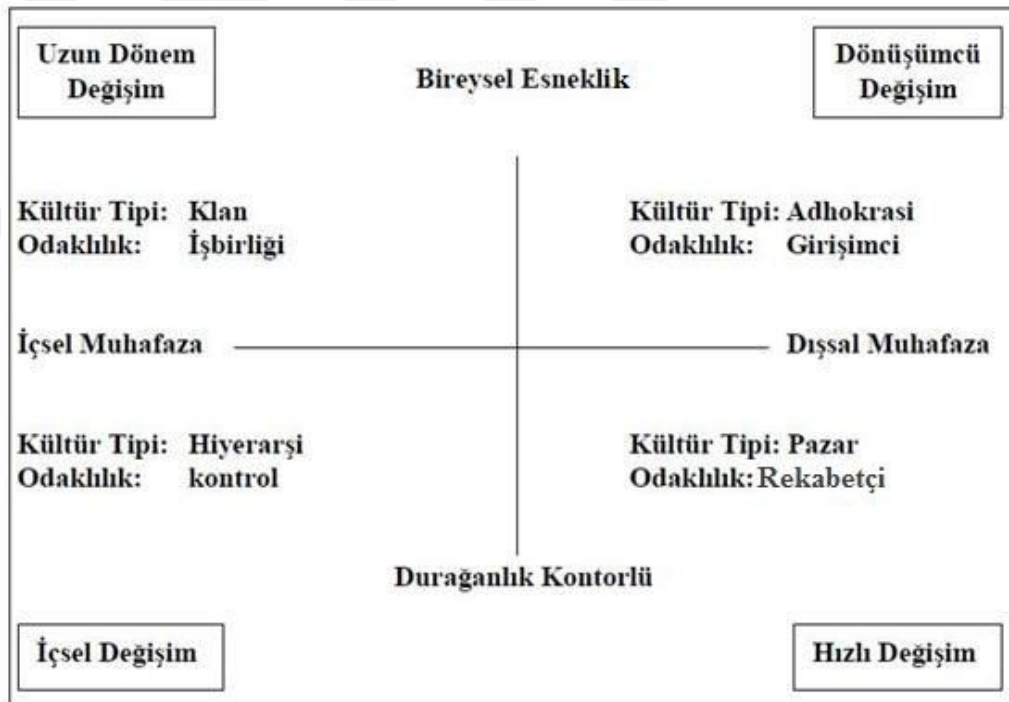 Uzun Dönem
Değişim
Bireysel Esneklik
Dönüşümcü
Değişim
Kültür Tipi: Klan
Odaklılık: İşbirliği
Kültür Tipi: Adhokrasi
Odaklılık: Girişimci
İçsel Muhafaza
Dışsal Muhafaza
Kültür Tipi: Hiyerarşi
Odaklılık: kontrol
Kültür Tipi: Pazar
Odaklılık: Rekabetçi
Durağanlık Kontorlü
İçsel Değişim
Hızlı Değişim